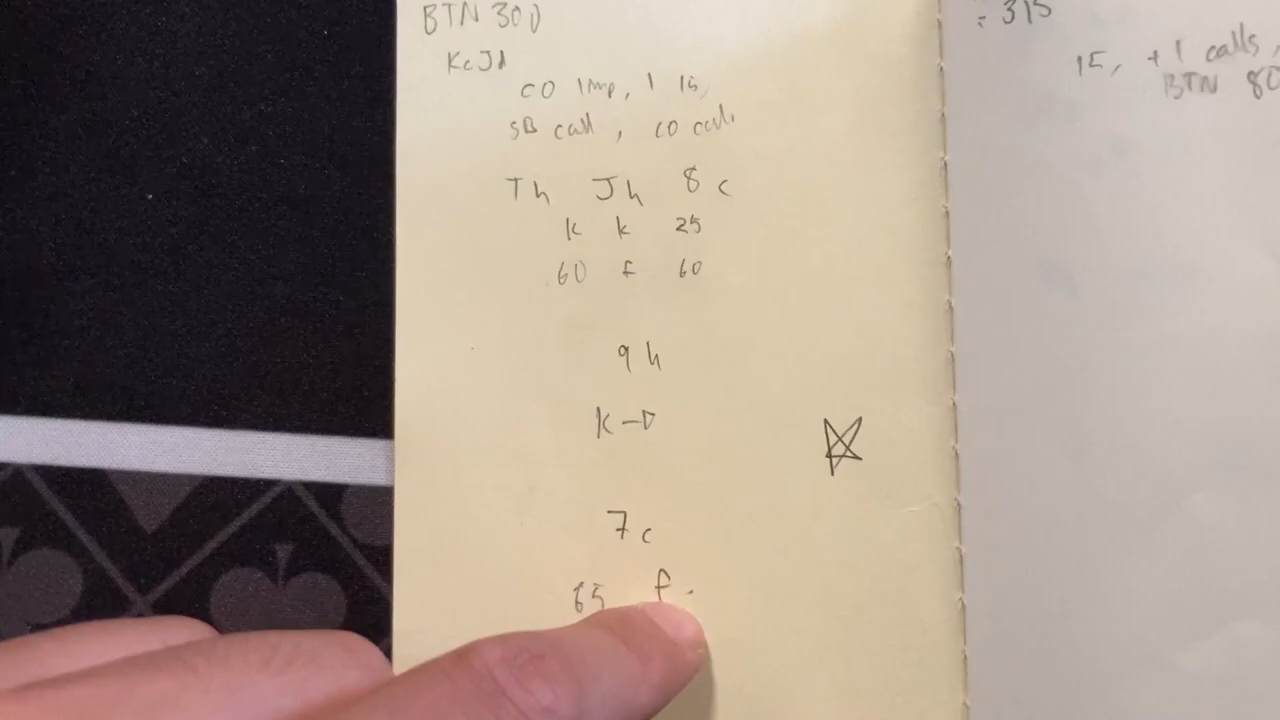 BTN 300
KcJd
CO limp, I 15,
SB call, CO call
Th Jh 8c
k k 25
60 f 60
9h
k-D
7c
65 f.
= 315
15, +1 calls,
BTN 80